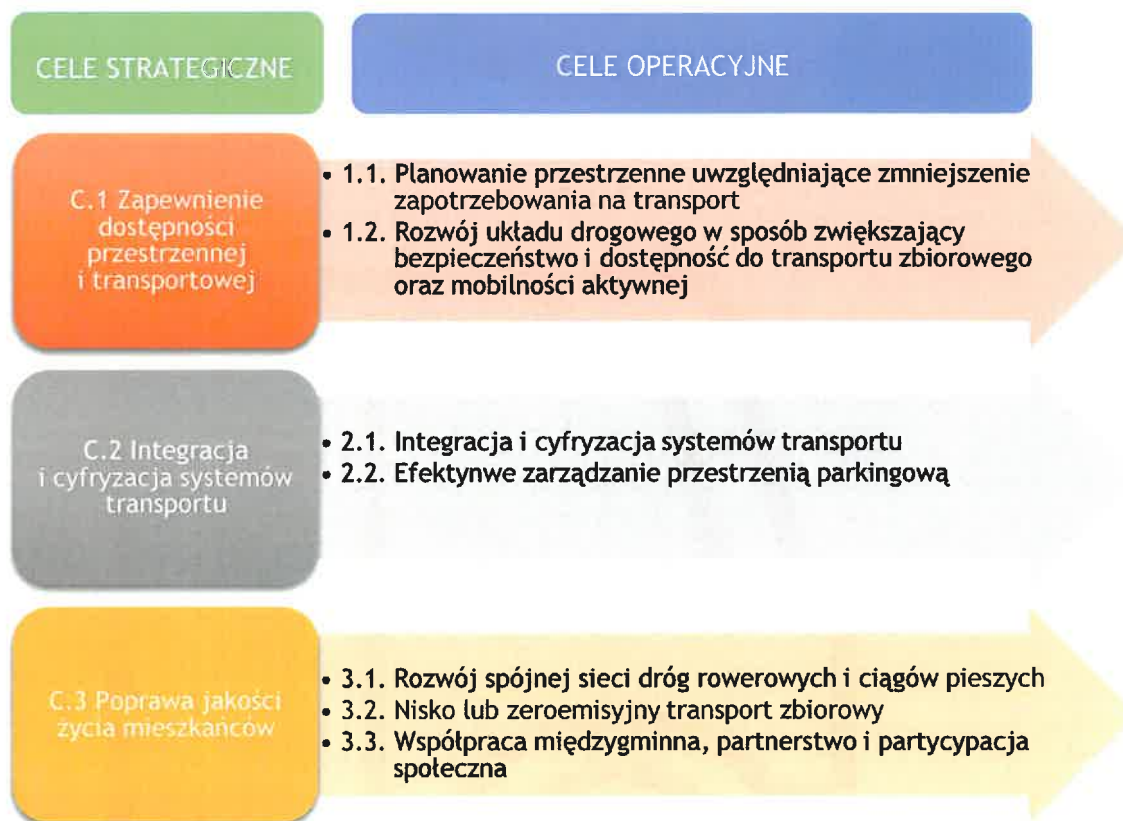 CELE STRATEGICZNE
CELE OPERACYJNE
C.1 Zapewnienie
dostępności
przestrzennej
i transportowej
• 1.1. Planowanie przestrzenne uwzględniające zmniejszenie
zapotrzebowania na transport
• 1.2. Rozwój układu drogowego w sposób zwiększający
bezpieczeństwo i dostępność do transportu zbiorowego
oraz mobilności aktywnej
C.2 Integracja
i cyfryzacja systemów
transportu
• 2.1. Integracja i cyfryzacja systemów transportu
• 2.2. Efektynwe zarządzanie przestrzenią parkingową
C.3 Poprawa jakości
życia mieszkańców
• 3.1. Rozwój spójnej sieci dróg rowerowych i ciągów pieszych
• 3.2. Nisko lub zeroemisyjny transport zbiorowy
• 3.3. Współpraca międzygminna, partnerstwo i partycypacja
społeczna